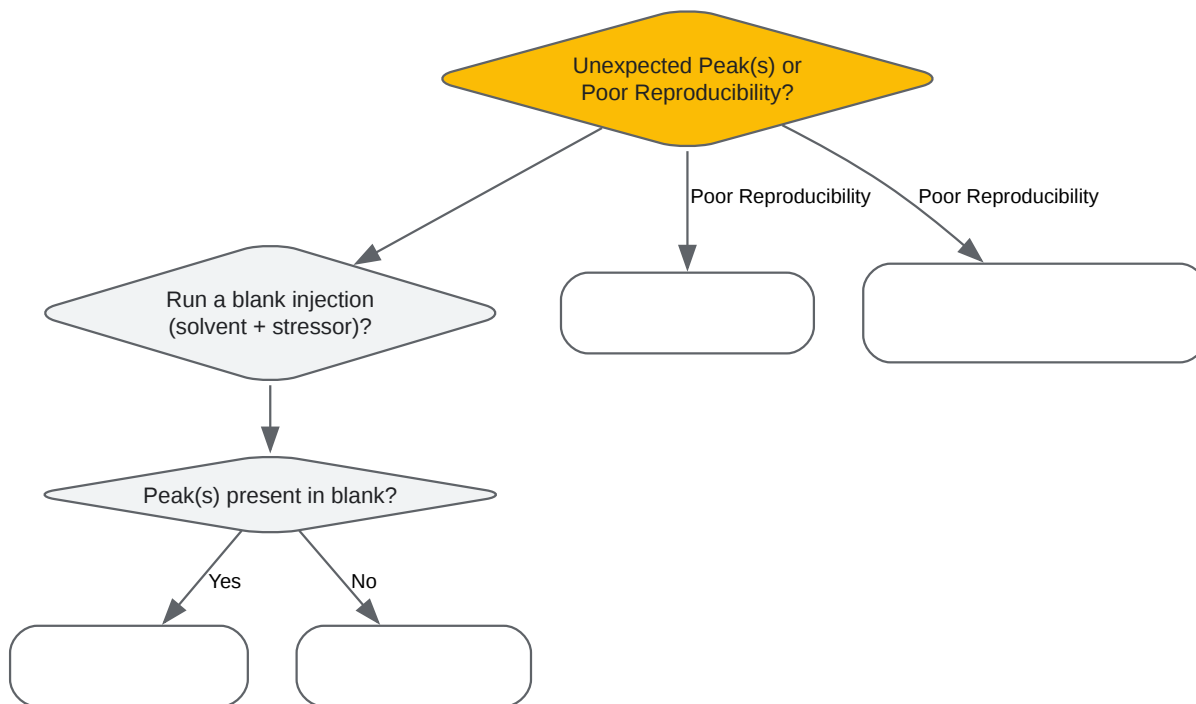 Unexpected Peak(s) or
Poor Reproducibility?
Poor Reproducibility
Poor Reproducibility
Run a blank injection
(solvent + stressor)?
Peak(s) present in blank?
Yes
No